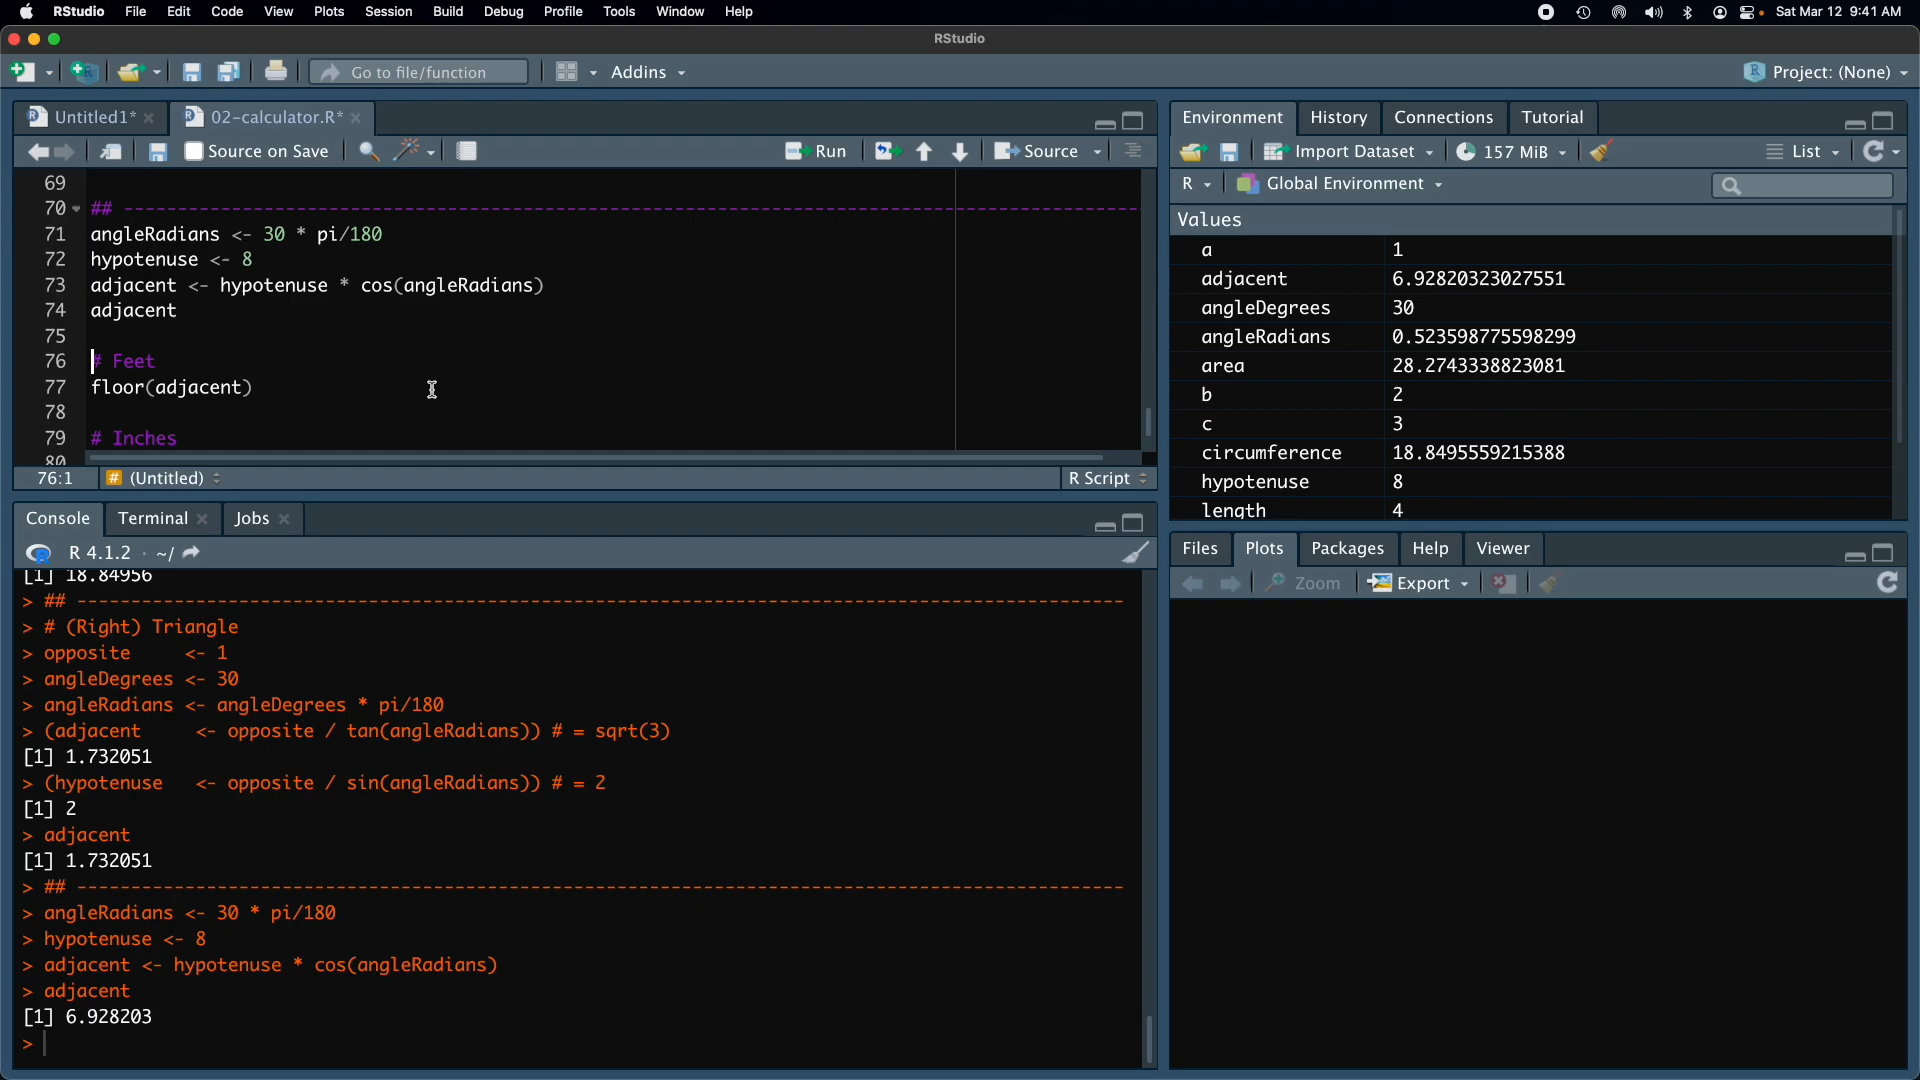 RStudio File Edit Code View Plots Session Build Debug Profile Tools Window Help Sat Mar 12 9:41 AM
RStudio
Go to file/function Addins Project: (None)
Untitled1* 02-calculator.R*
Source on Save Run Source
69
70 ## --------------------------------------------------------------------------------------------------
71 angleRadians <- 30 * pi/180
72 hypotenuse <- 8
73 adjacent <- hypotenuse * cos(angleRadians)
74 adjacent
75
76 # Feet
77 floor(adjacent)
78
79 # Inches
80
76:1 # (Untitled) R Script
Console Terminal Jobs
R 4.1.2 · ~/
[1] 18.84956
> ## --------------------------------------------------------------------------------------------------
> # (Right) Triangle
> opposite <- 1
> angleDegrees <- 30
> angleRadians <- angleDegrees * pi/180
> (adjacent <- opposite / tan(angleRadians)) # = sqrt(3)
[1] 1.732051
> (hypotenuse <- opposite / sin(angleRadians)) # = 2
[1] 2
> adjacent
[1] 1.732051
> ## --------------------------------------------------------------------------------------------------
> angleRadians <- 30 * pi/180
> hypotenuse <- 8
> adjacent <- hypotenuse * cos(angleRadians)
> adjacent
[1] 6.928203
>
Environment History Connections Tutorial
Import Dataset 157 MiB List
R Global Environment
Values
a 1
adjacent 6.92820323027551
angleDegrees 30
angleRadians 0.523598775598299
area 28.2743338823081
b 2
c 3
circumference 18.8495559215388
hypotenuse 8
length 4
Files Plots Packages Help Viewer
Zoom Export